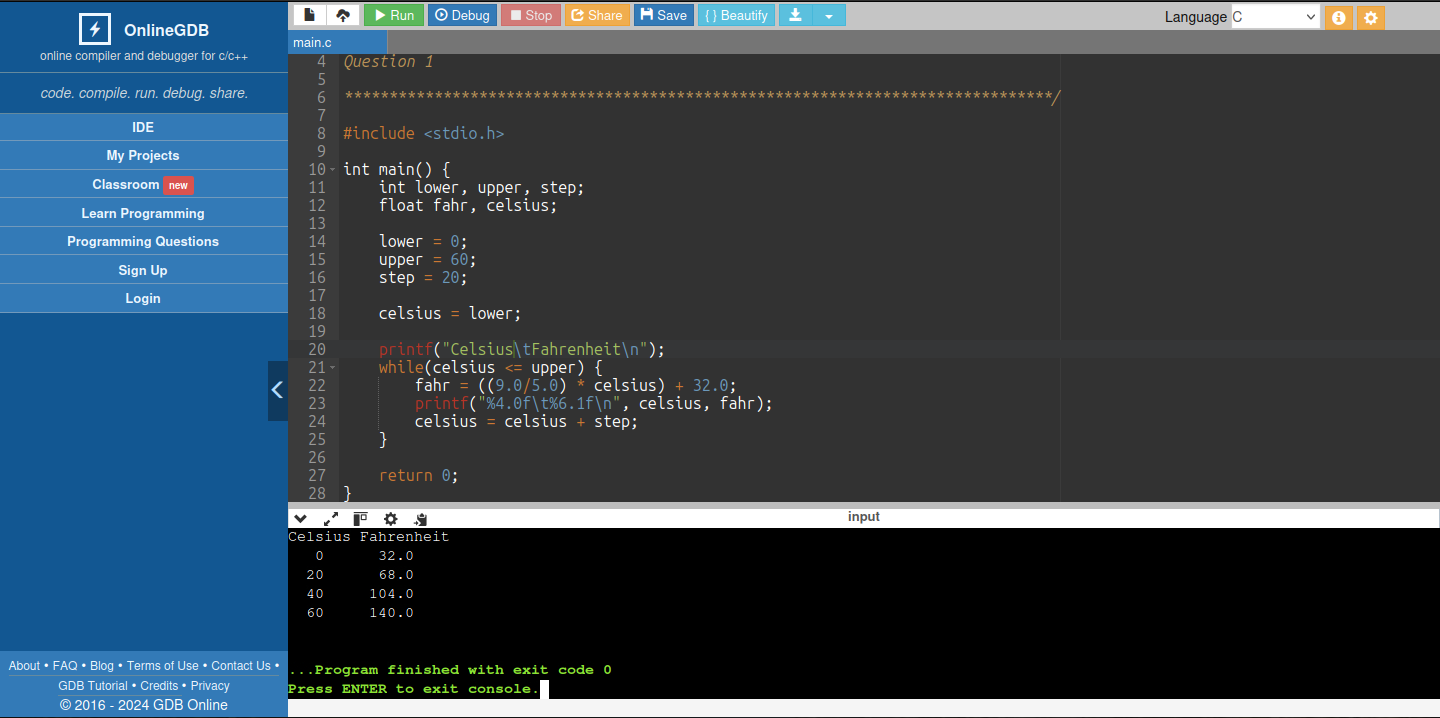 OnlineGDB
online compiler and debugger for c/c++
code. compile. run. debug. share.
IDE
My Projects
Classroom new
Learn Programming
Programming Questions
Sign Up
Login
About • FAQ • Blog • Terms of Use • Contact Us •
GDB Tutorial • Credits • Privacy
© 2016 - 2024 GDB Online
Run Debug Stop Share Save { } Beautify Language C
main.c
4 Question 1
5
6 *******************************************************************************/
7
8 #include <stdio.h>
9
10 int main() {
11     int lower, upper, step;
12     float fahr, celsius;
13
14     lower = 0;
15     upper = 60;
16     step = 20;
17
18     celsius = lower;
19
20     printf("Celsius\tFahrenheit\n");
21     while(celsius <= upper) {
22         fahr = ((9.0/5.0) * celsius) + 32.0;
23         printf("%4.0f\t%6.1f\n", celsius, fahr);
24         celsius = celsius + step;
25     }
26
27     return 0;
28 }
input
Celsius Fahrenheit
   0      32.0
  20      68.0
  40     104.0
  60     140.0
...Program finished with exit code 0
Press ENTER to exit console.